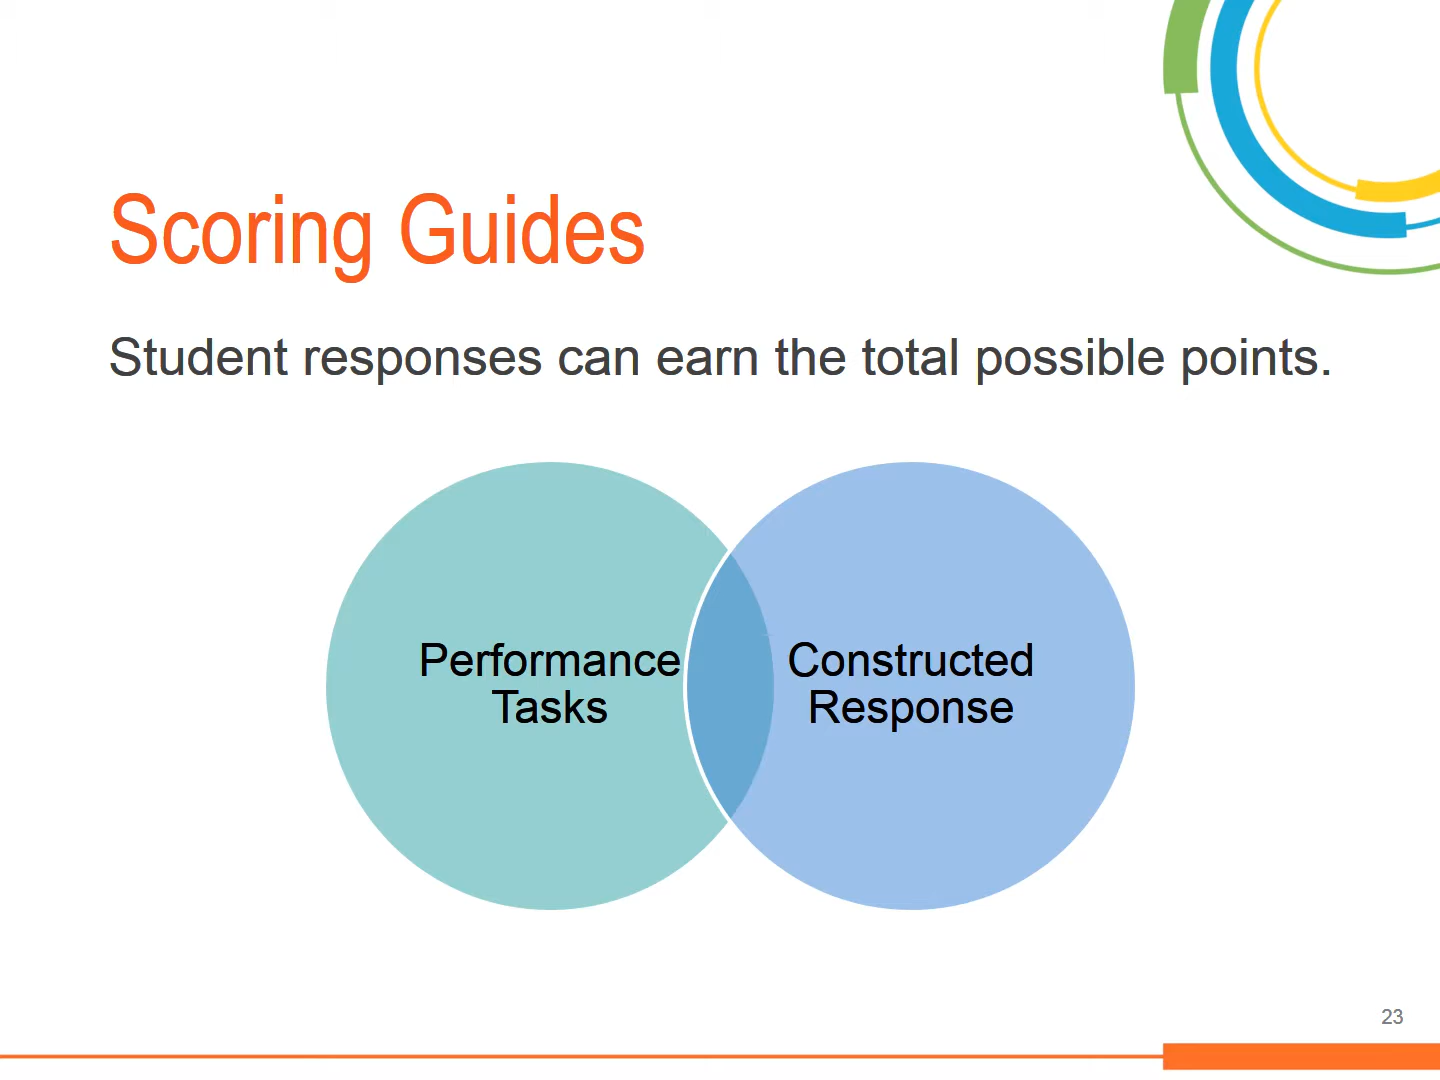 Scoring Guides
Student responses can earn the total possible points.
Performance
Tasks
Constructed
Response
23